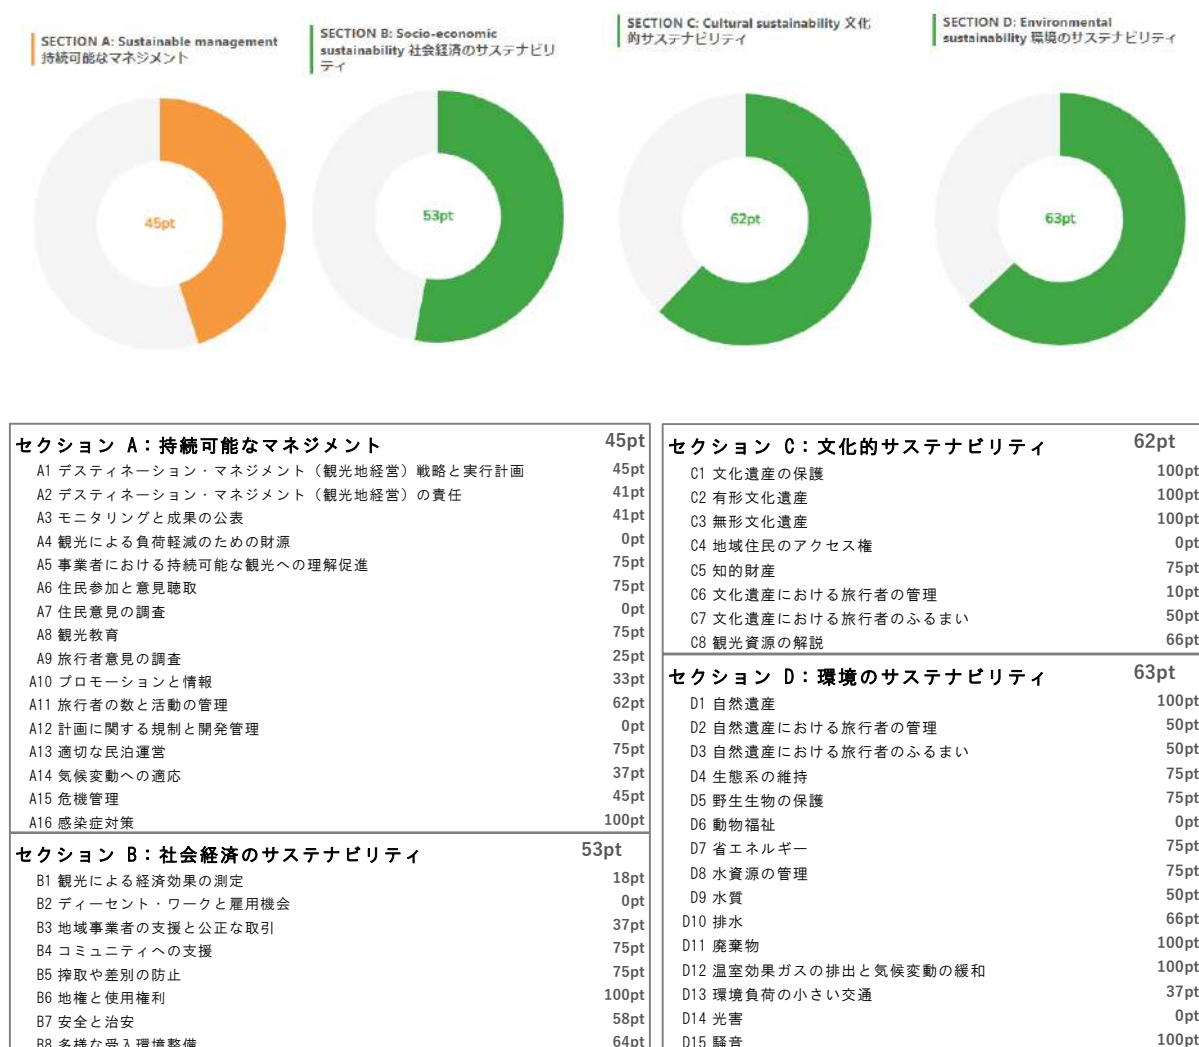 SECTION A: Sustainable management
持続可能なマネジメント
SECTION B: Socio-economic
sustainability 社会経済のサステナビリ
ティ
SECTION C: Cultural sustainability 文化
的サステナビリティ
SECTION D: Environmental
sustainability 環境のサステナビリティ
45pt
53pt
62pt
63pt
セクション A：持続可能なマネジメント 45pt
A1 デスティネーション・マネジメント（観光地経営）戦略と実行計画 45pt
A2 デスティネーション・マネジメント（観光地経営）の責任 41pt
A3 モニタリングと成果の公表 41pt
A4 観光による負荷軽減のための財源 0pt
A5 事業者における持続可能な観光への理解促進 75pt
A6 住民参加と意見聴取 75pt
A7 住民意見の調査 0pt
A8 観光教育 75pt
A9 旅行者意見の調査 25pt
A10 プロモーションと情報 33pt
A11 旅行者の数と活動の管理 62pt
A12 計画に関する規制と開発管理 0pt
A13 適切な民泊運営 75pt
A14 気候変動への適応 37pt
A15 危機管理 45pt
A16 感染症対策 100pt
セクション B：社会経済のサステナビリティ 53pt
B1 観光による経済効果の測定 18pt
B2 ディーセント・ワークと雇用機会 0pt
B3 地域事業者の支援と公正な取引 37pt
B4 コミュニティへの支援 75pt
B5 搾取や差別の防止 75pt
B6 地権と使用権利 100pt
B7 安全と治安 58pt
B8 多様な受入環境整備 64pt
セクション C：文化的サステナビリティ 62pt
C1 文化遺産の保護 100pt
C2 有形文化遺産 100pt
C3 無形文化遺産 100pt
C4 地域住民のアクセス権 0pt
C5 知的財産 75pt
C6 文化遺産における旅行者の管理 10pt
C7 文化遺産における旅行者のふるまい 50pt
C8 観光資源の解説 66pt
セクション D：環境のサステナビリティ 63pt
D1 自然遺産 100pt
D2 自然遺産における旅行者の管理 50pt
D3 自然遺産における旅行者のふるまい 50pt
D4 生態系の維持 75pt
D5 野生生物の保護 75pt
D6 動物福祉 0pt
D7 省エネルギー 75pt
D8 水資源の管理 75pt
D9 水質 50pt
D10 排水 66pt
D11 廃棄物 100pt
D12 温室効果ガスの排出と気候変動の緩和 100pt
D13 環境負荷の小さい交通 37pt
D14 光害 0pt
D15 騒音 100pt